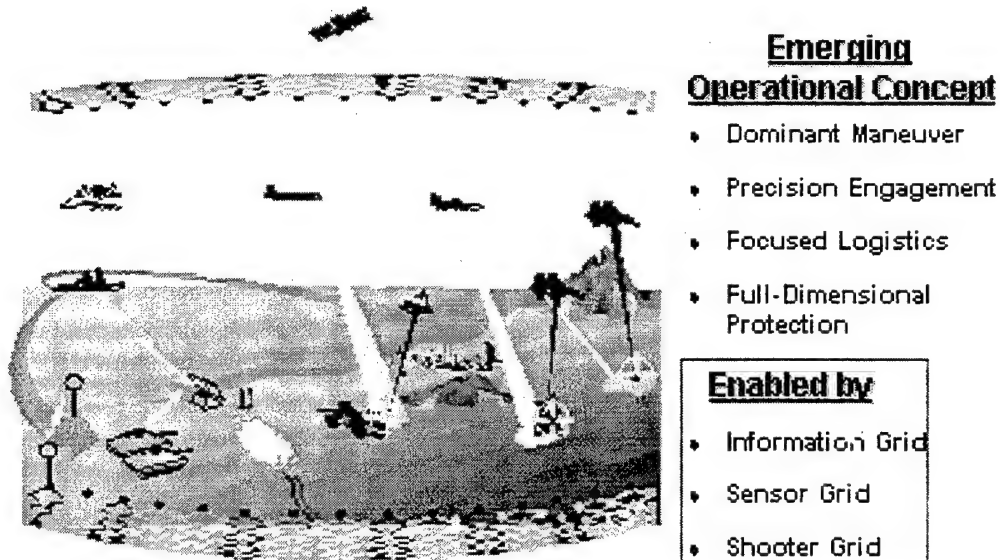 Emerging
Operational Concept
• Dominant Maneuver
• Precision Engagement
• Focused Logistics
• Full-Dimensional
Protection
Enabled by
• Information Grid
• Sensor Grid
• Shooter Grid